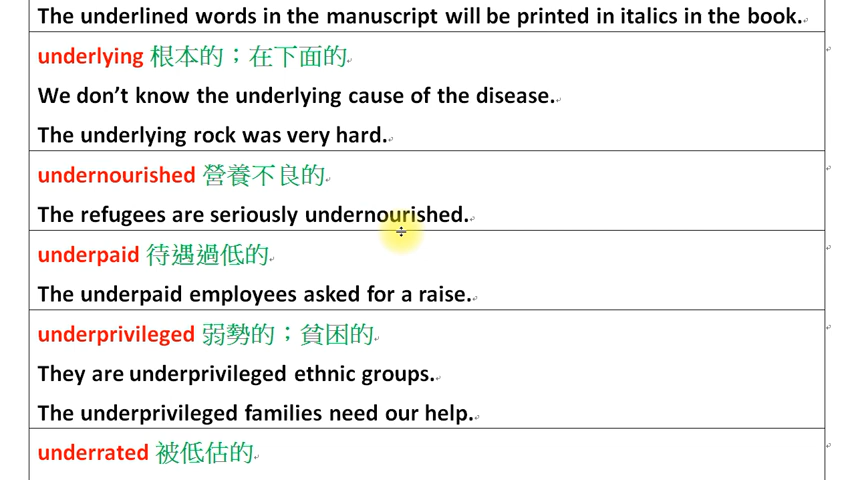 The underlined words in the manuscript will be printed in italics in the book.
underlying 根本的；在下面的
We don’t know the underlying cause of the disease.
The underlying rock was very hard.
undernourished 營養不良的
The refugees are seriously undernourished.
underpaid 待遇過低的
The underpaid employees asked for a raise.
underprivileged 弱勢的；貧困的
They are underprivileged ethnic groups.
The underprivileged families need our help.
underrated 被低估的